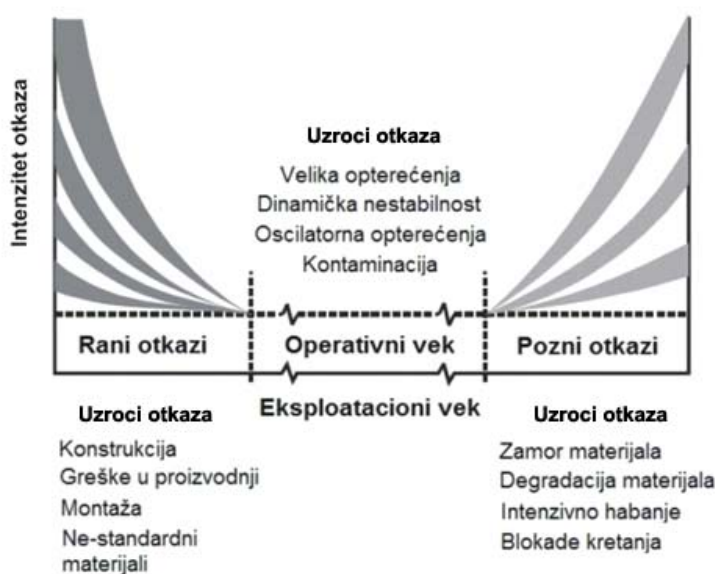 Intenzitet otkaza
Uzroci otkaza
Velika opterećenja
Dinamička nestabilnost
Oscilatorna opterećenja
Kontaminacija
Rani otkazi
Operativni vek
Pozni otkazi
Eksploatacioni vek
Uzroci otkaza
Konstrukcija
Greške u proizvodnji
Montaža
Ne-standardni
materijali
Uzroci otkaza
Zamor materijala
Degradacija materijala
Intenzivno habanje
Blokade kretanja